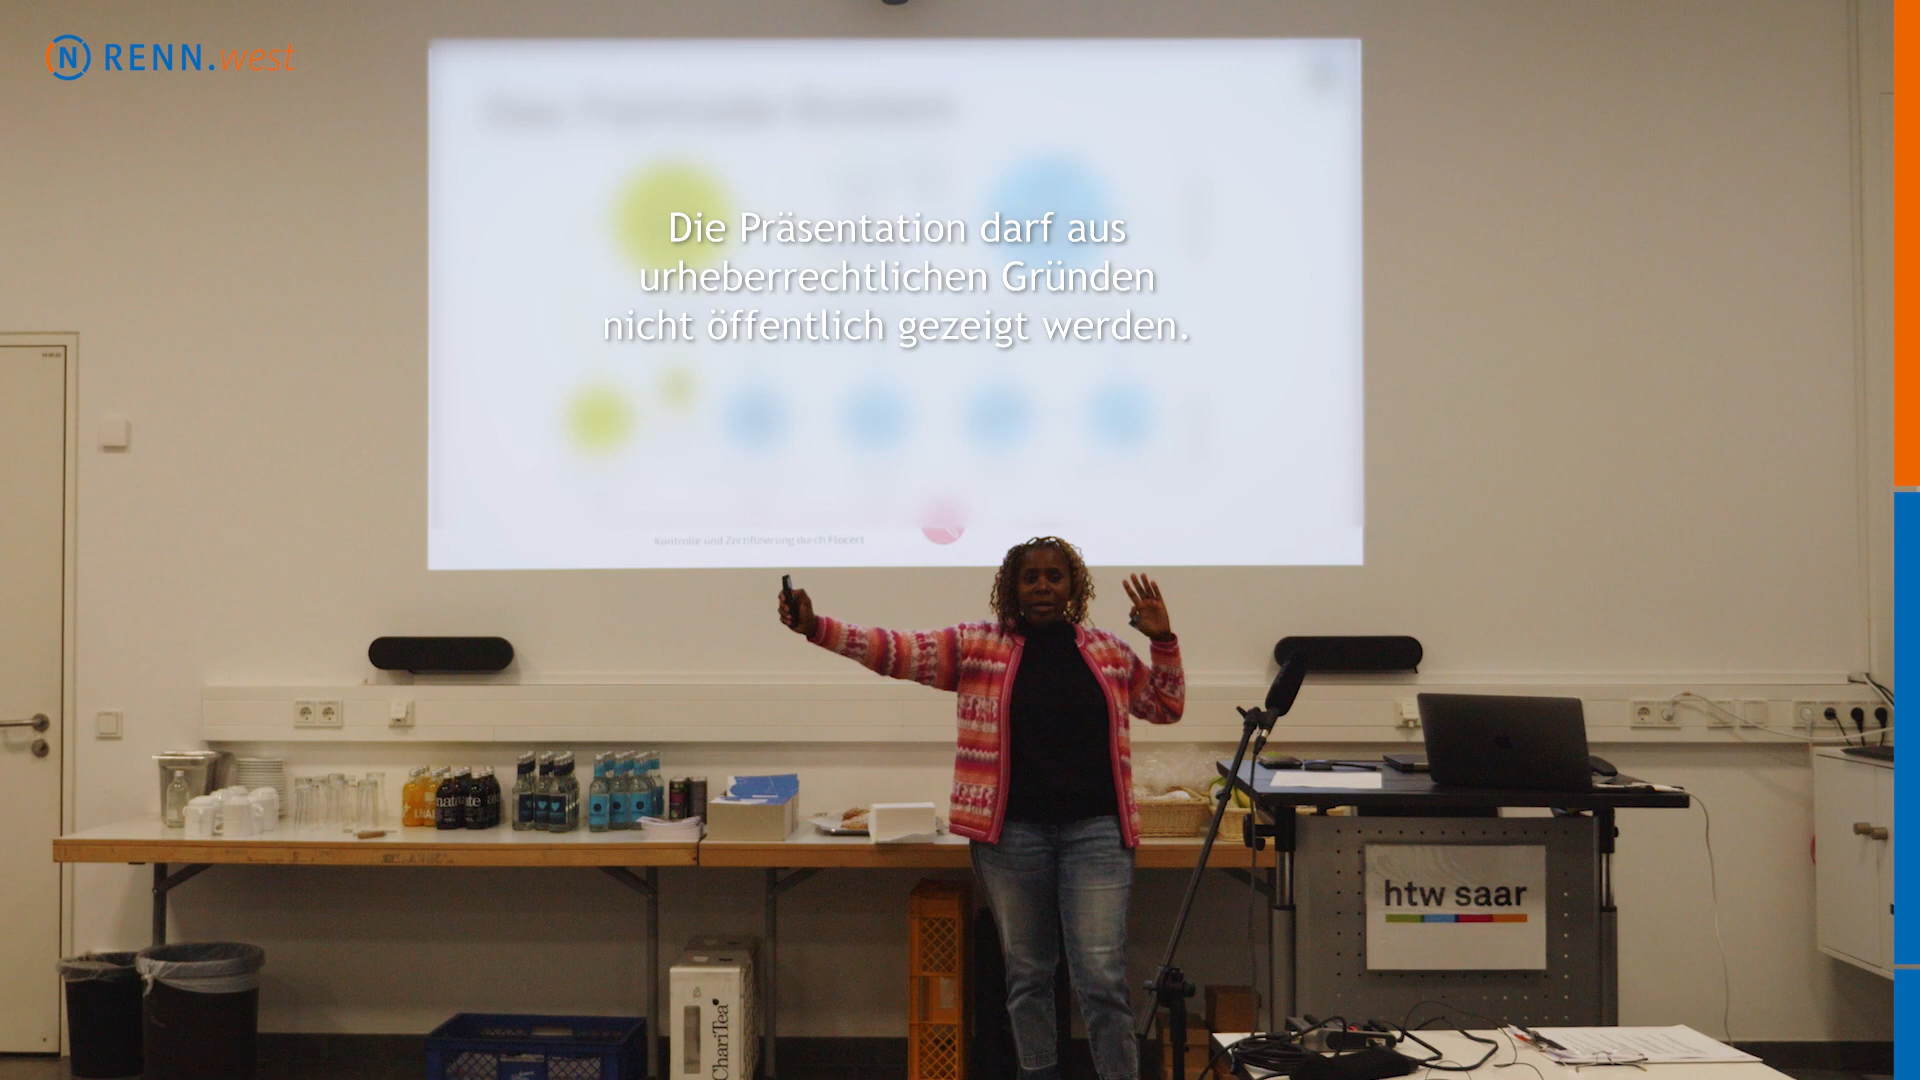 RENN.west
Die Präsentation darf aus
urheberrechtlichen Gründen
nicht öffentlich gezeigt werden.
Kontrolle und Zertifizierung durch Flocert
htw saar
ChariTea